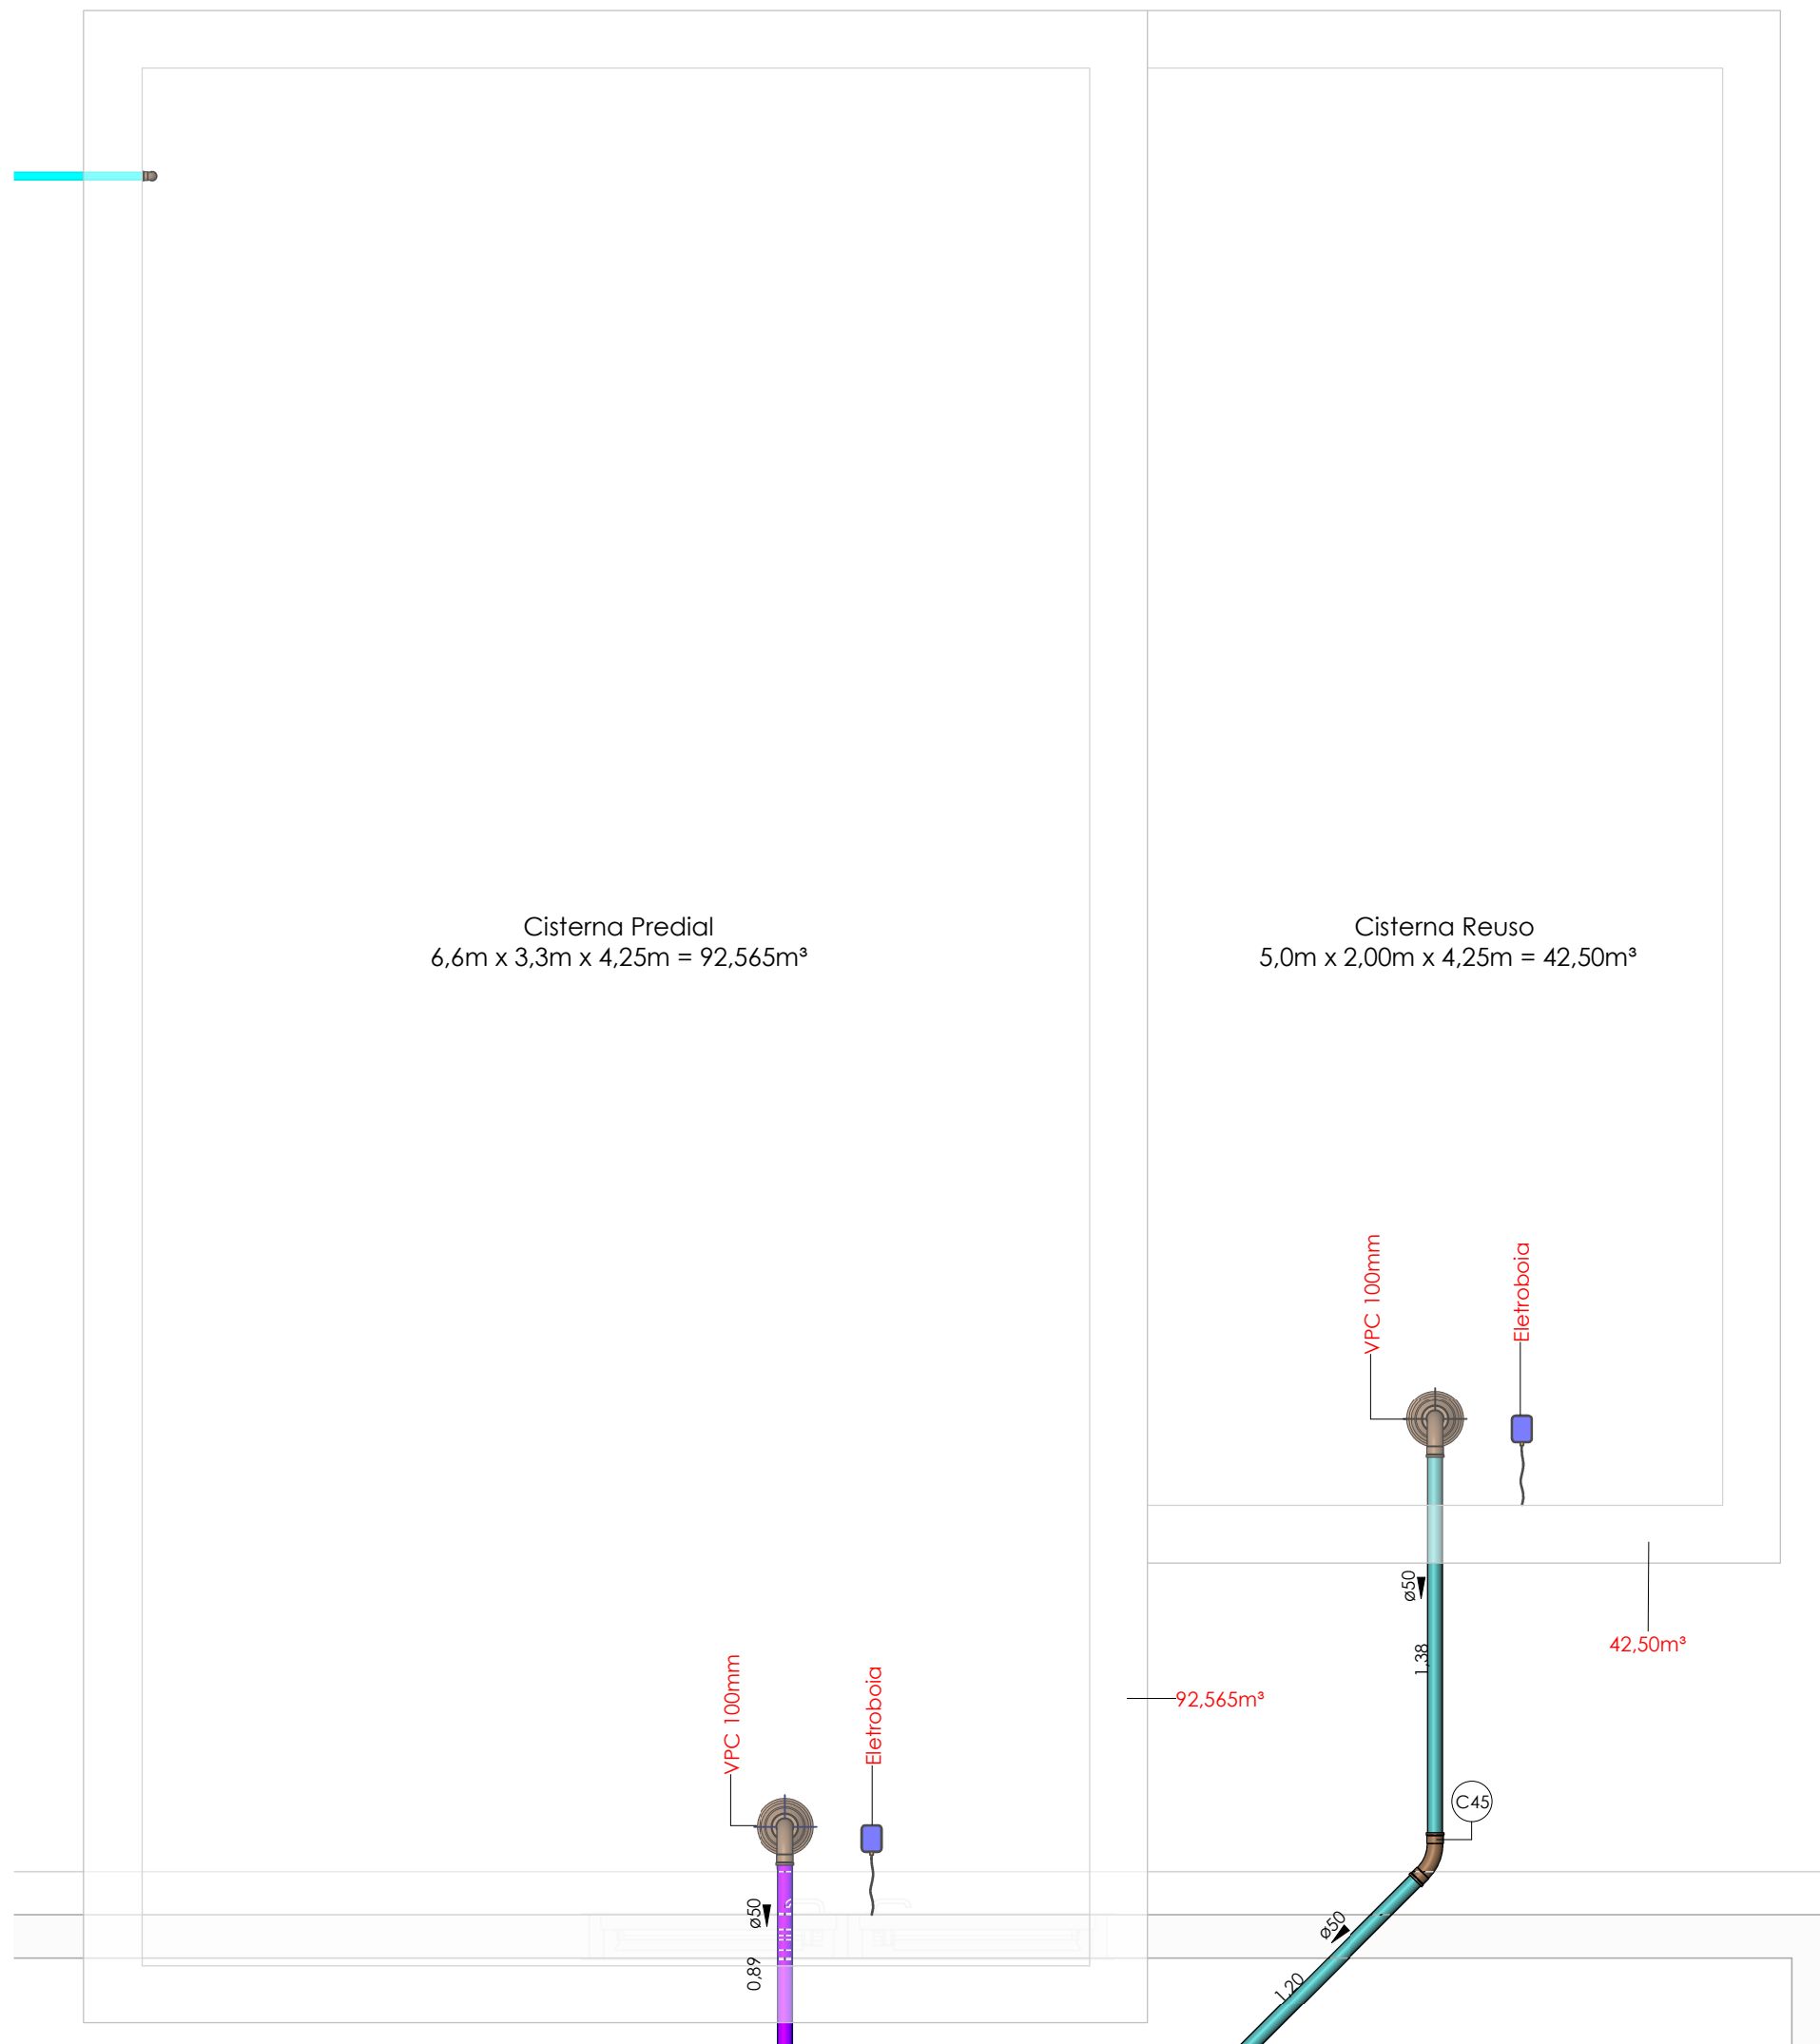 Cisterna Predial
6,6m x 3,3m x 4,25m = 92,565m³
Cisterna Reuso
5,0m x 2,00m x 4,25m = 42,50m³
VPC 100mm
Eletroboia
ø50
1,38
42,50m³
92,565m³
VPC 100mm
Eletroboia
C45
ø50
0,89
ø50
1,20